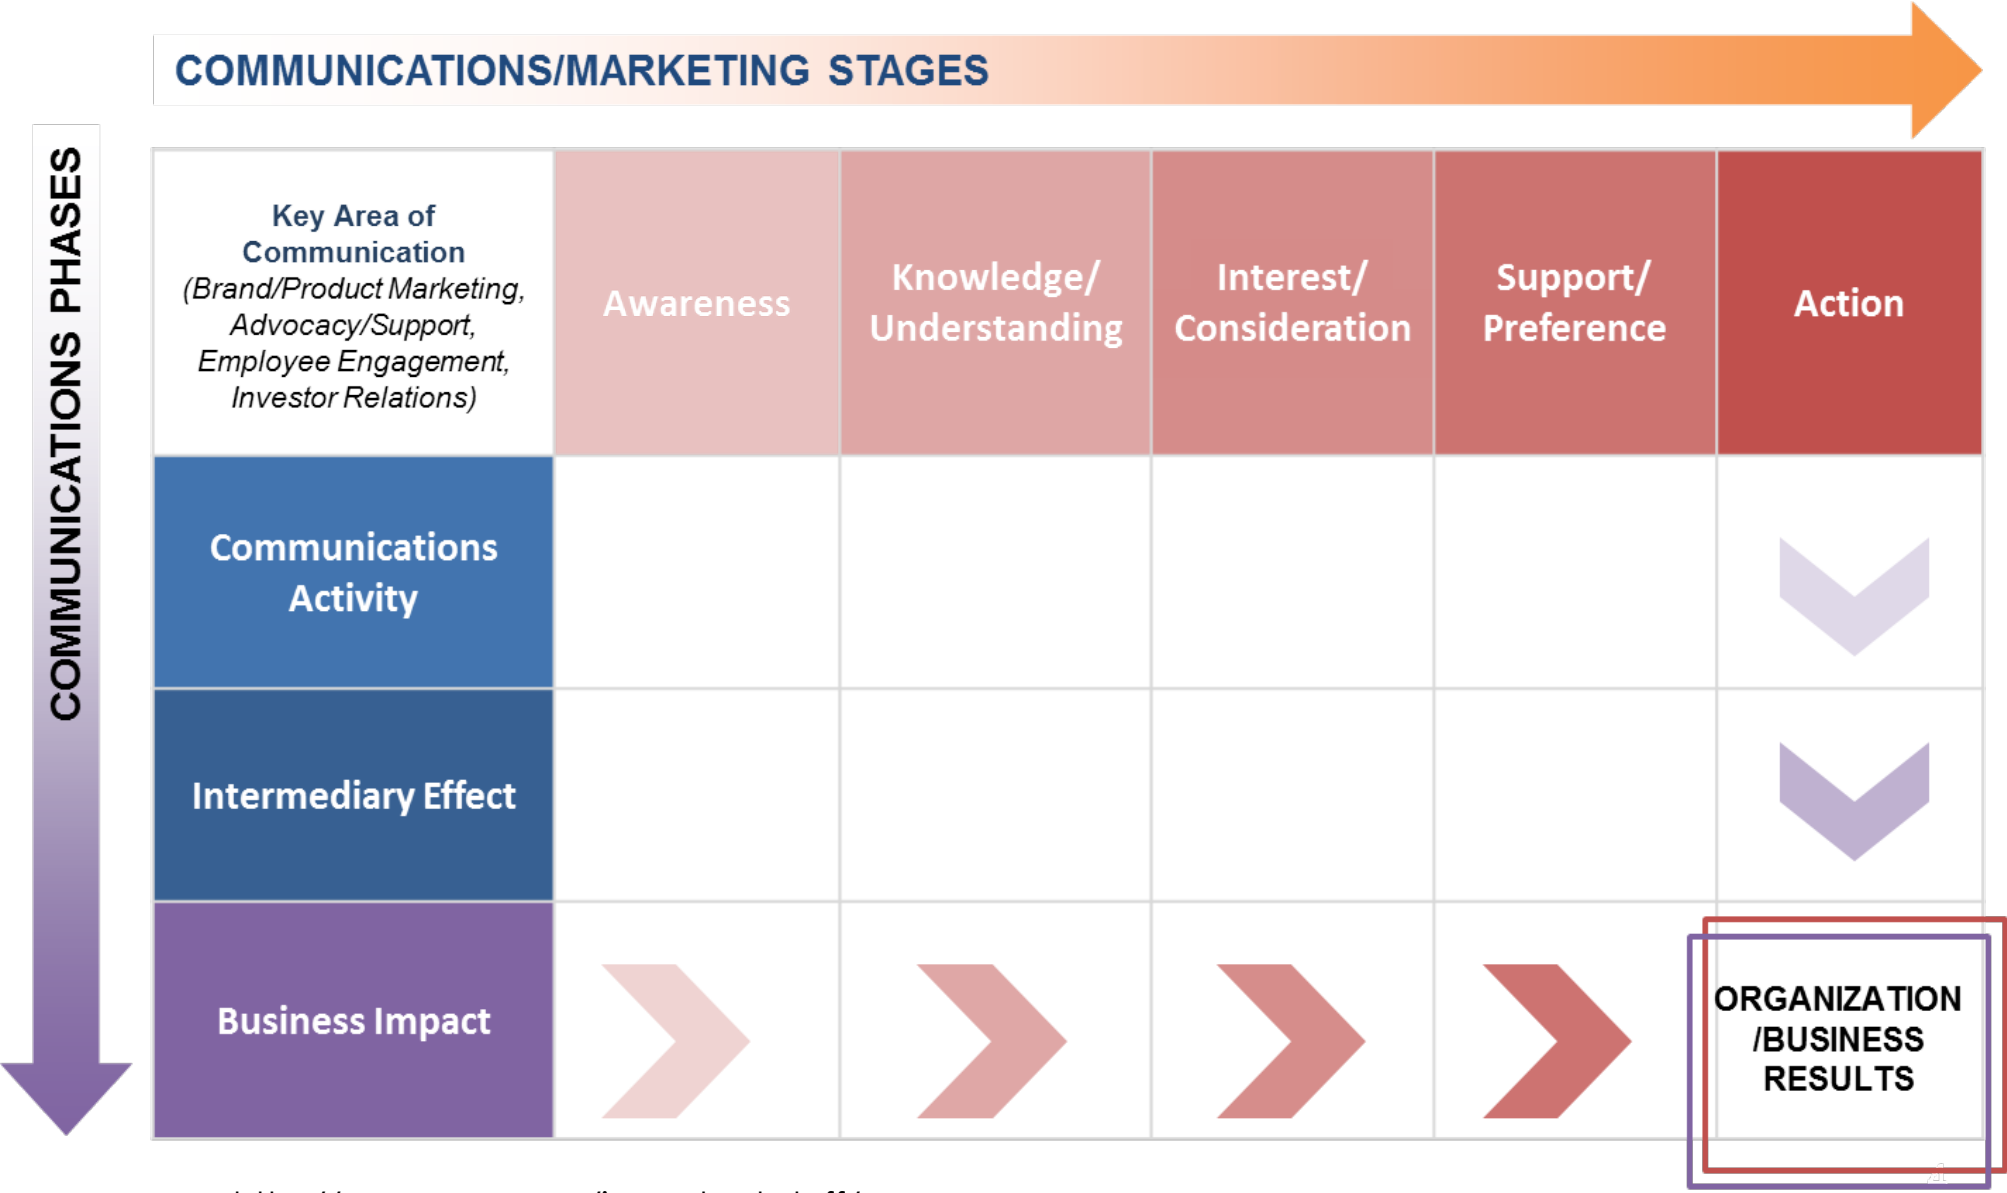 COMMUNICATIONS/MARKETING STAGES
COMMUNICATIONS PHASES
Key Area of
Communication
(Brand/Product Marketing,
Advocacy/Support,
Employee Engagement,
Investor Relations)
Awareness
Knowledge/
Understanding
Interest/
Consideration
Support/
Preference
Action
Communications
Activity
Intermediary Effect
Business Impact
ORGANIZATION
/BUSINESS
RESULTS